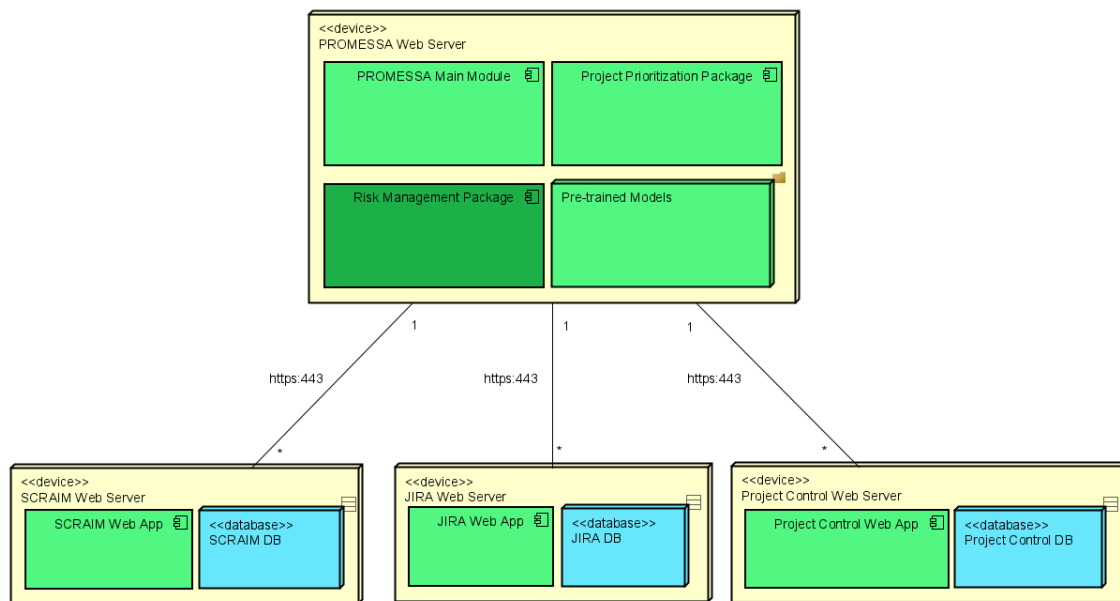 <<device>>
PROMESSA Web Server
PROMESSA Main Module
Project Prioritization Package
Risk Management Package
Pre-trained Models
1
1
1
https:443
https:443
https:443
*
*
*
<<device>>
SCRAIM Web Server
SCRAIM Web App
<<database>>
SCRAIM DB
<<device>>
JIRA Web Server
JIRA Web App
<<database>>
JIRA DB
<<device>>
Project Control Web Server
Project Control Web App
<<database>>
Project Control DB